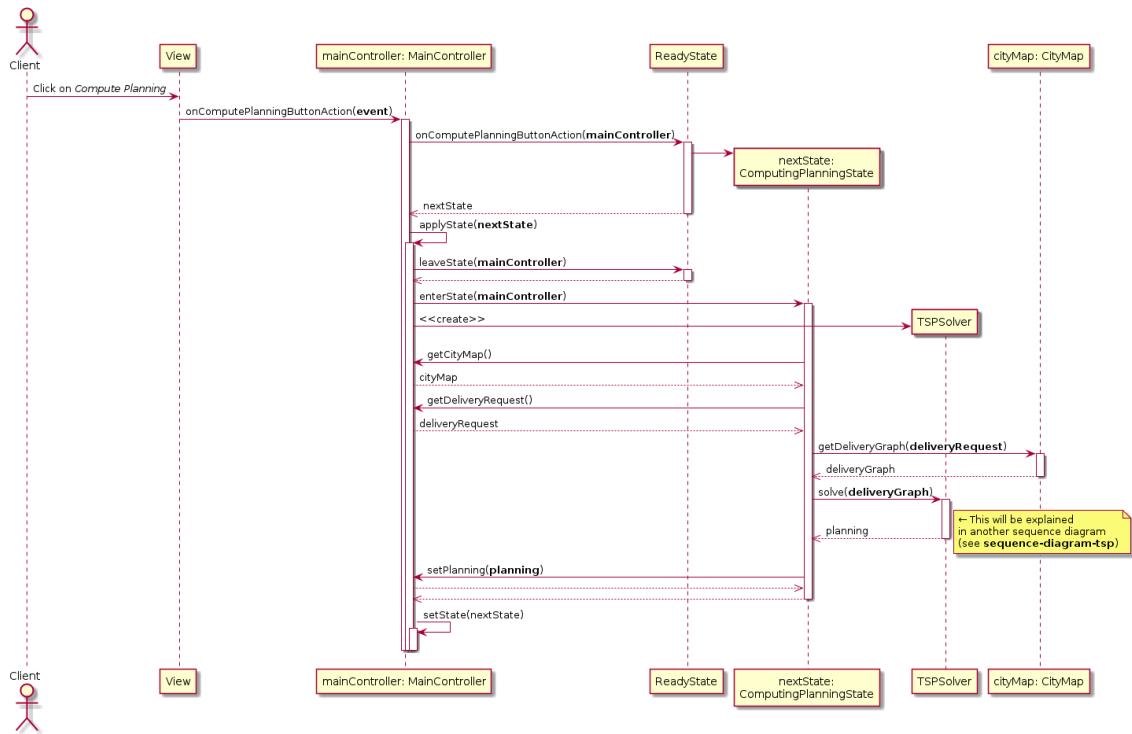 Client
View
mainController: MainController
ReadyState
cityMap: CityMap
Click on Compute Planning
onComputePlanningButtonAction(event)
onComputePlanningButtonAction(mainController)
nextState:
ComputingPlanningState
nextState
applyState(nextState)
leaveState(mainController)
enterState(mainController)
<<create>>
TSPSolver
getCityMap()
cityMap
getDeliveryRequest()
deliveryRequest
getDeliveryGraph(deliveryRequest)
deliveryGraph
solve(deliveryGraph)
← This will be explained
in another sequence diagram
(see sequence-diagram-tsp)
planning
setPlanning(planning)
setState(nextState)
Client
View
mainController: MainController
ReadyState
nextState:
ComputingPlanningState
TSPSolver
cityMap: CityMap